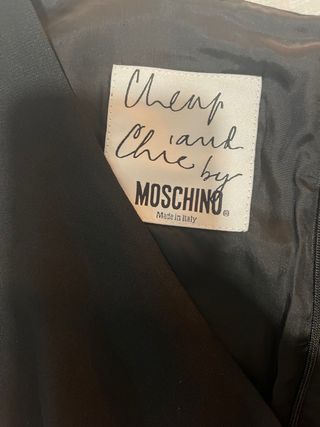 Cheap
and
Chic by
MOSCHINO®
Made in Italy